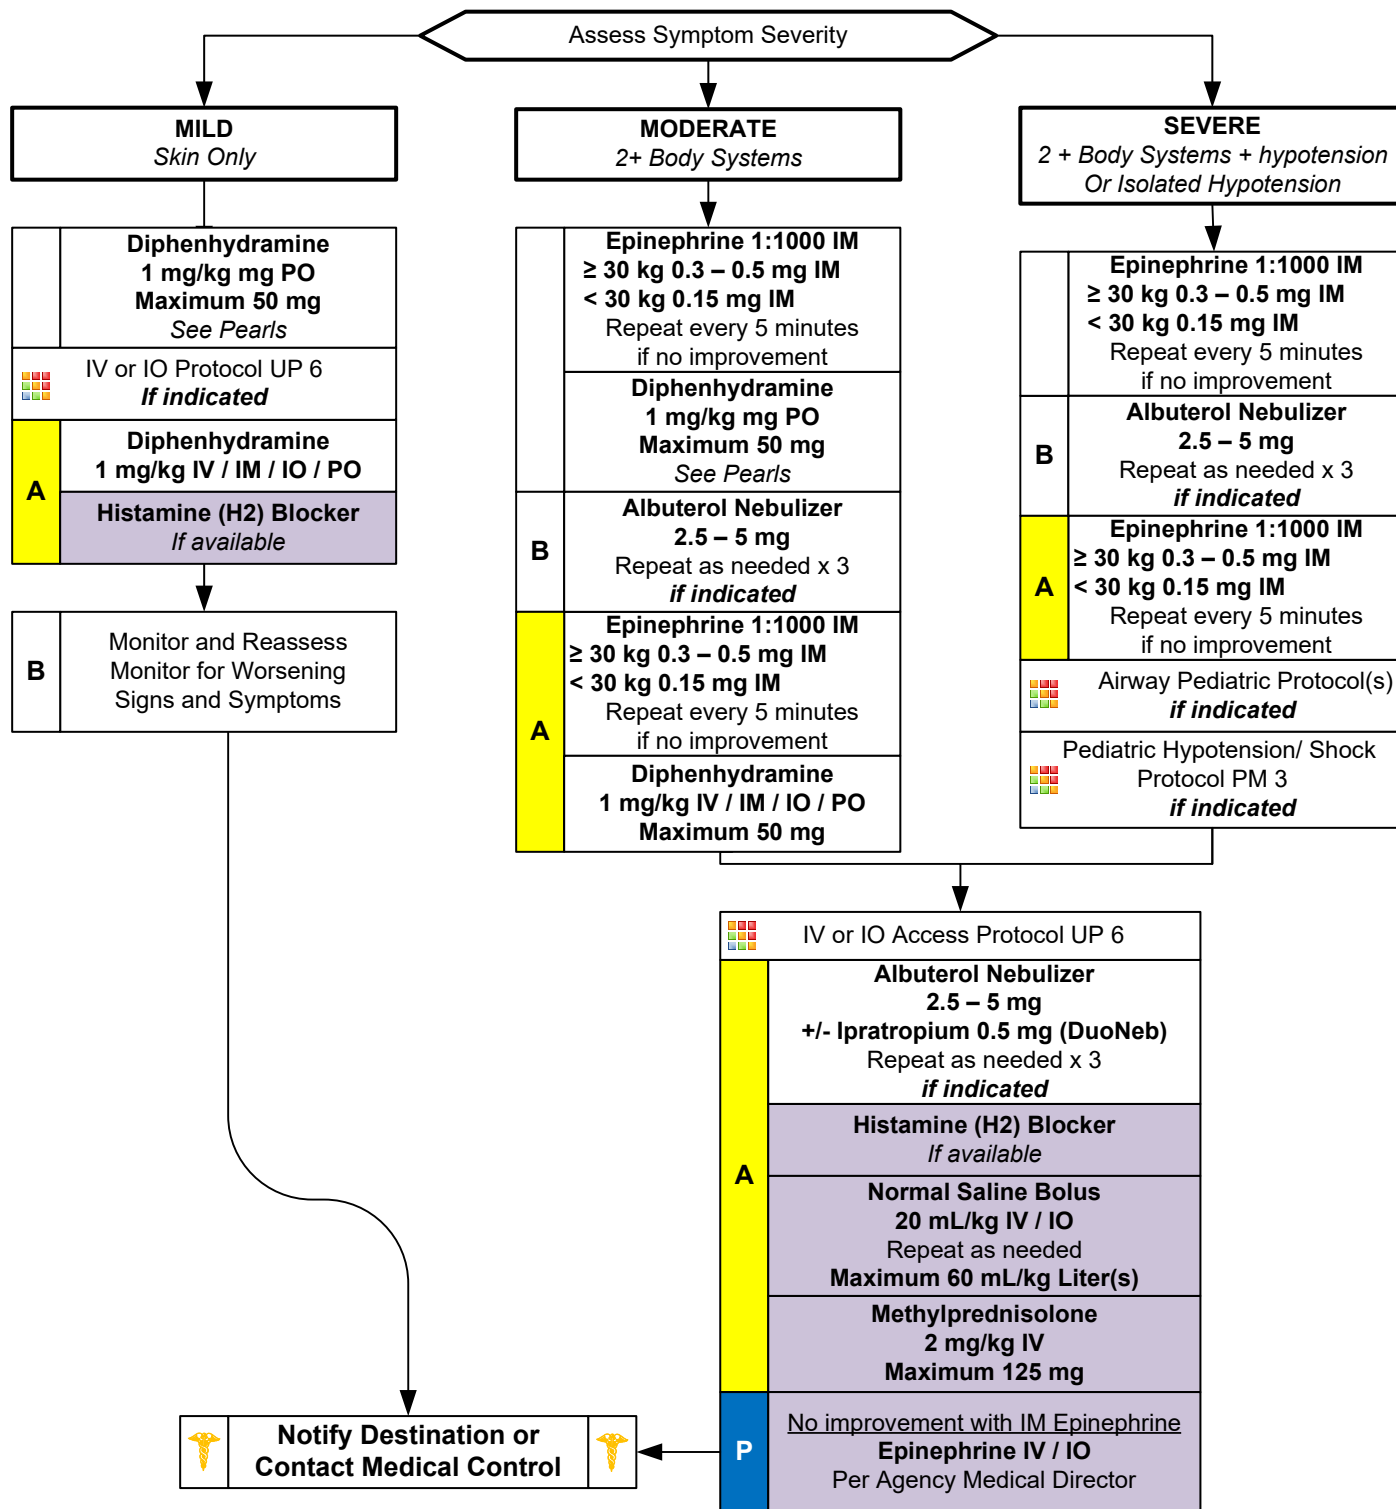 Assess Symptom Severity
MILD
Skin Only
Diphenhydramine
1 mg/kg mg PO
Maximum 50 mg
See Pearls
IV or IO Protocol UP 6
If indicated
A
Diphenhydramine
1 mg/kg IV / IM / IO / PO
Histamine (H2) Blocker
If available
B
Monitor and Reassess
Monitor for Worsening
Signs and Symptoms
MODERATE
2+ Body Systems
Epinephrine 1:1000 IM
≥ 30 kg 0.3 – 0.5 mg IM
< 30 kg 0.15 mg IM
Repeat every 5 minutes
if no improvement
Diphenhydramine
1 mg/kg mg PO
Maximum 50 mg
See Pearls
B
Albuterol Nebulizer
2.5 – 5 mg
Repeat as needed x 3
if indicated
A
Epinephrine 1:1000 IM
≥ 30 kg 0.3 – 0.5 mg IM
< 30 kg 0.15 mg IM
Repeat every 5 minutes
if no improvement
Diphenhydramine
1 mg/kg IV / IM / IO / PO
Maximum 50 mg
SEVERE
2 + Body Systems + hypotension
Or Isolated Hypotension
Epinephrine 1:1000 IM
≥ 30 kg 0.3 – 0.5 mg IM
< 30 kg 0.15 mg IM
Repeat every 5 minutes
if no improvement
B
Albuterol Nebulizer
2.5 – 5 mg
Repeat as needed x 3
if indicated
A
Epinephrine 1:1000 IM
≥ 30 kg 0.3 – 0.5 mg IM
< 30 kg 0.15 mg IM
Repeat every 5 minutes
if no improvement
Airway Pediatric Protocol(s)
if indicated
Pediatric Hypotension/ Shock
Protocol PM 3
if indicated
IV or IO Access Protocol UP 6
A
Albuterol Nebulizer
2.5 – 5 mg
+/- Ipratropium 0.5 mg (DuoNeb)
Repeat as needed x 3
if indicated
Histamine (H2) Blocker
If available
Normal Saline Bolus
20 mL/kg IV / IO
Repeat as needed
Maximum 60 mL/kg Liter(s)
Methylprednisolone
2 mg/kg IV
Maximum 125 mg
P
No improvement with IM Epinephrine
Epinephrine IV / IO
Per Agency Medical Director
Notify Destination or
Contact Medical Control